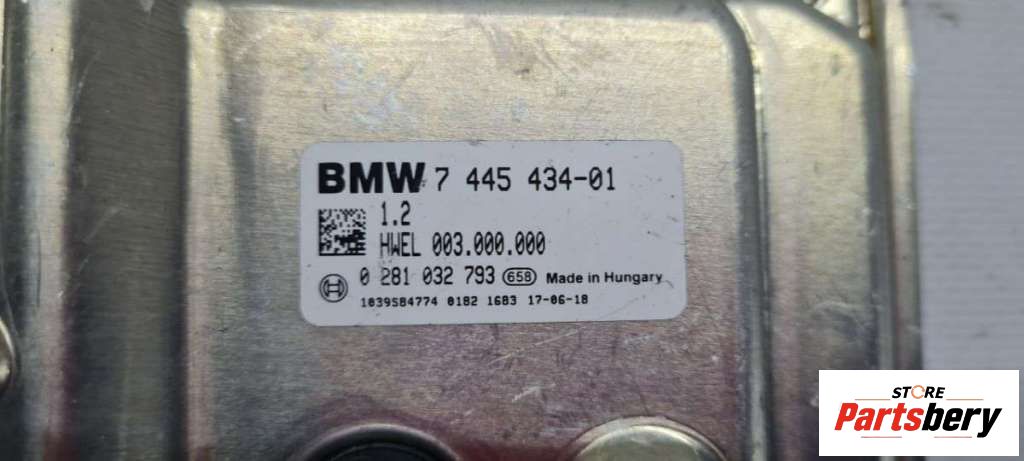 BMW 7 445 434-01
1.2
HWEL 003.000.000
0 281 032 793 658 Made in Hungary
1039S84774 0182 1683 17-06-18
STORE
Partsbery